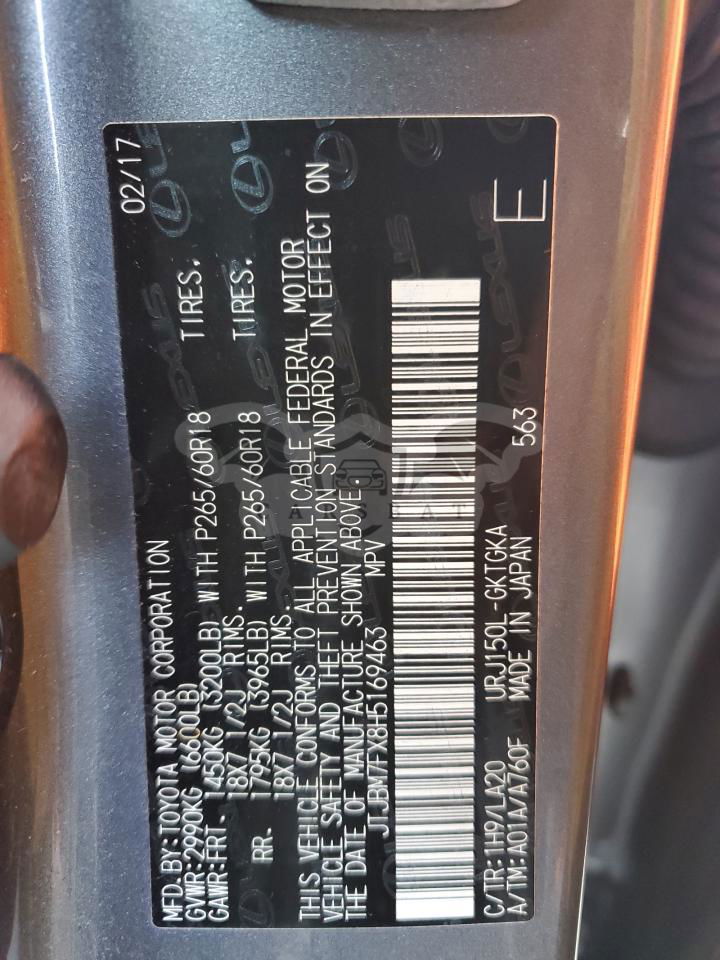 MFD. BY: TOYOTA MOTOR CORPORATION 02/17
GVWR: 2990KG (6600LB)
GAWR: FRT. 1450KG (3200LB) WITH P265/60R18 TIRES,
18X7 1/2J RIMS.
RR. 1795KG (3965LB) WITH P265/60R18 TIRES,
18X7 1/2J RIMS.
THIS VEHICLE CONFORMS TO ALL APPLICABLE FEDERAL MOTOR
VEHICLE SAFETY AND THEFT PREVENTION STANDARDS IN EFFECT ON
THE DATE OF MANUFACTURE SHOWN ABOVE.
JTJBM7FX8H5169463 MPV
C/TR: 1H9/LA20 URJ150L-GKTGKA
A/TM: A01A/A760F MADE IN JAPAN 563 E
LEXUS